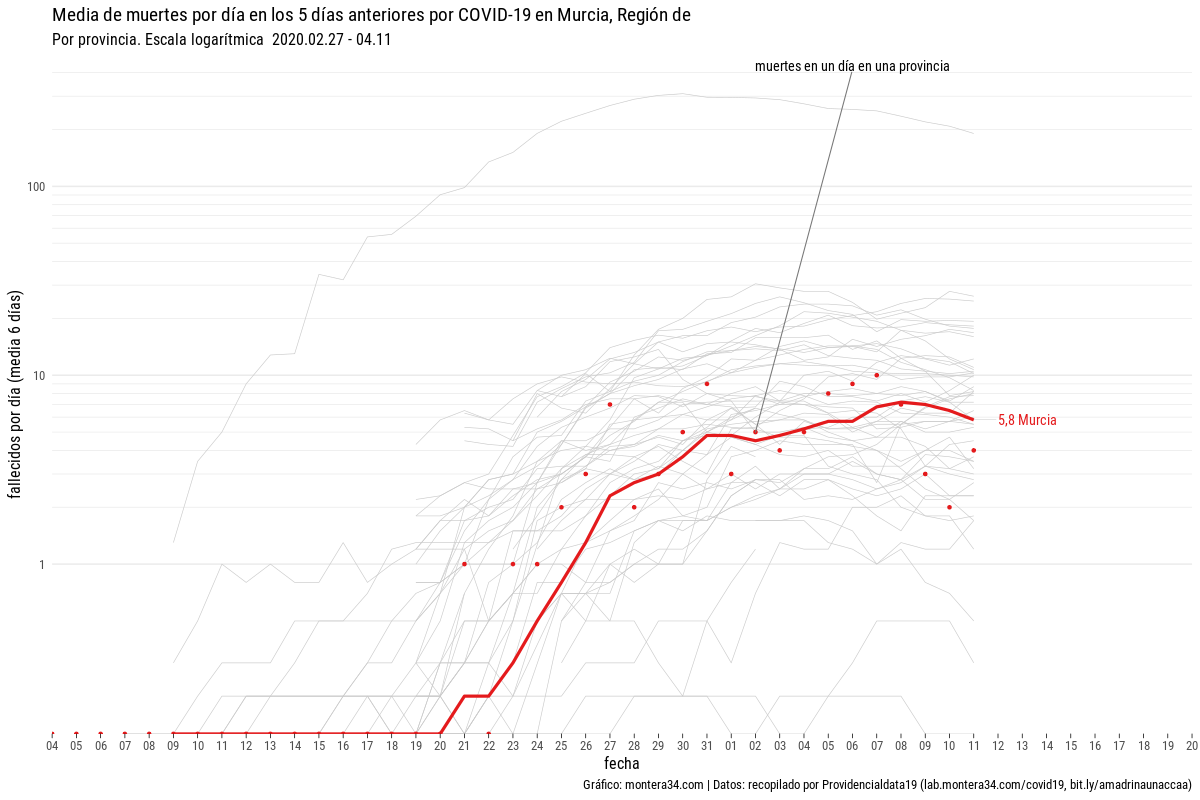 Media de muertes por día en los 5 días anteriores por COVID-19 en Murcia, Región de
Por provincia. Escala logarítmica 2020.02.27 - 04.11
muertes en un día en una provincia
fallecidos por día (media 6 días)
100
10
1
5,8 Murcia
04 05 06 07 08 09 10 11 12 13 14 15 16 17 18 19 20 21 22 23 24 25 26 27 28 29 30 31 01 02 03 04 05 06 07 08 09 10 11 12 13 14 15 16 17 18 19 20
fecha
Gráfico: montera34.com | Datos: recopilado por Providencialdata19 (lab.montera34.com/covid19, bit.ly/amadrinaunaccaa)